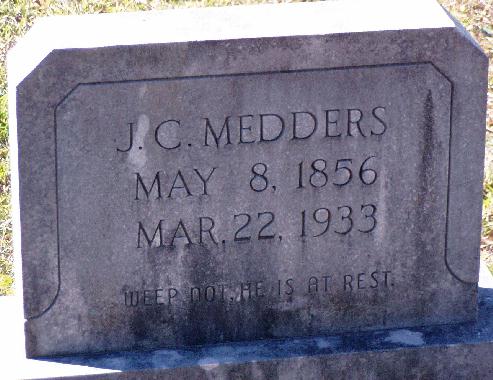 J. C. MEDDERS
MAY 8, 1856
MAR. 22, 1933
WEEP NOT, HE IS AT REST.